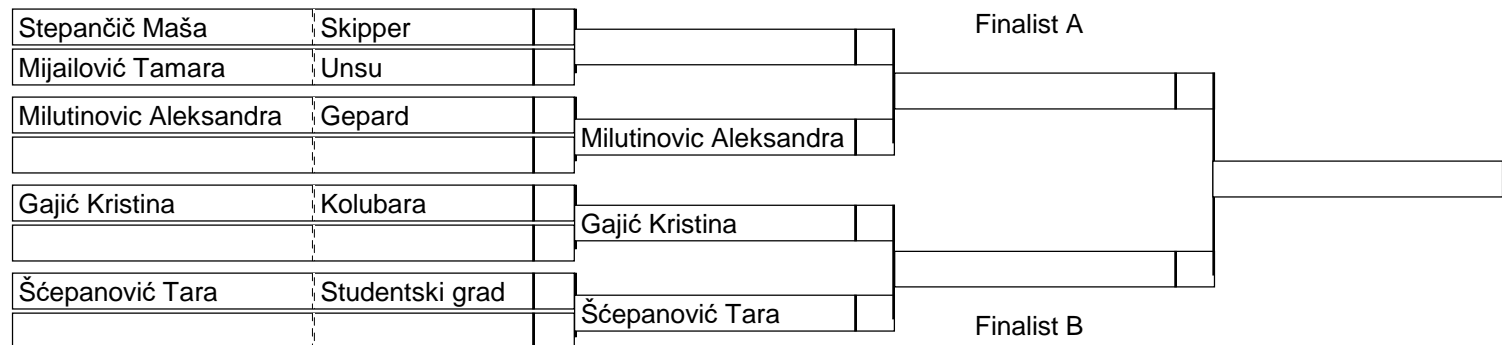 Stepančič Maša Skipper
Mijailović Tamara Unsu
Milutinovic Aleksandra Gepard
Gajić Kristina Kolubara
Šćepanović Tara Studentski grad
Milutinovic Aleksandra
Gajić Kristina
Šćepanović Tara
Finalist A
Finalist B